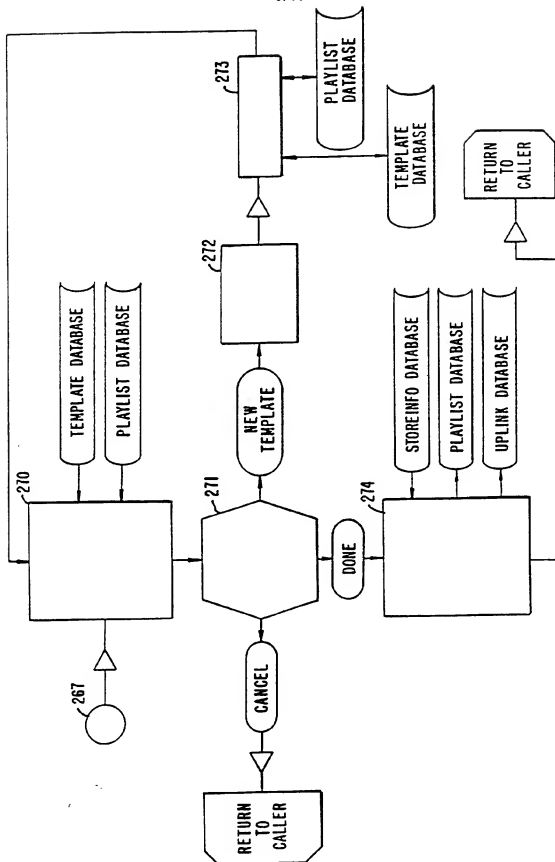 267
270
TEMPLATE DATABASE
PLAYLIST DATABASE
271
CANCEL
RETURN
TO
CALLER
NEW
TEMPLATE
272
273
PLAYLIST
DATABASE
TEMPLATE
DATABASE
DONE
274
STOREINFO DATABASE
PLAYLIST DATABASE
UPLINK DATABASE
RETURN
TO
CALLER